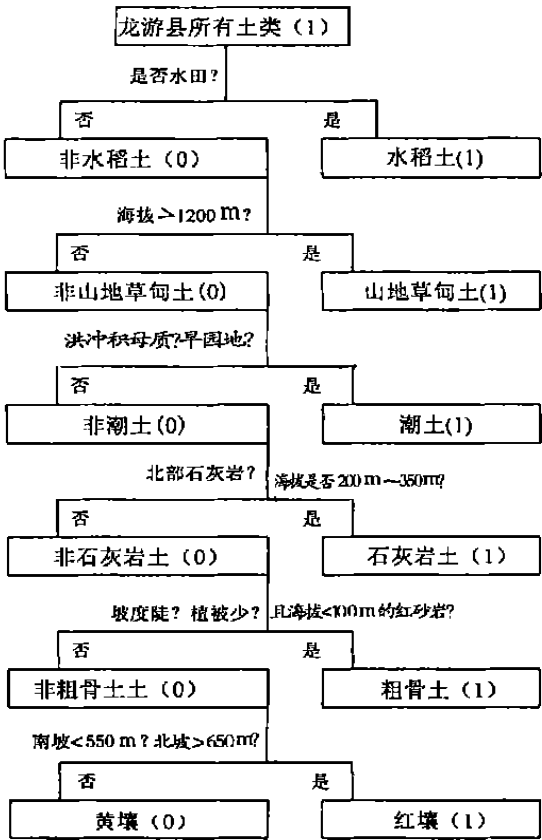 龙游县所有土类（1）
是否水田?
否 是
非水稻土（0） 水稻土(1)
海拔＞1200 m?
否 是
非山地草甸土(0) 山地草甸土(1)
洪冲积母质?旱园地?
否 是
非潮土(0) 潮土(1)
北部石灰岩? 海拔是否200 m～350m?
否 是
非石灰岩土（0） 石灰岩土（1）
坡度陡? 植被少? 且海拔<100 m的红砂岩?
否 是
非粗骨土土（0） 粗骨土（1）
南坡<550 m? 北坡>650m?
否 是
黄壤（0） 红壤（1）